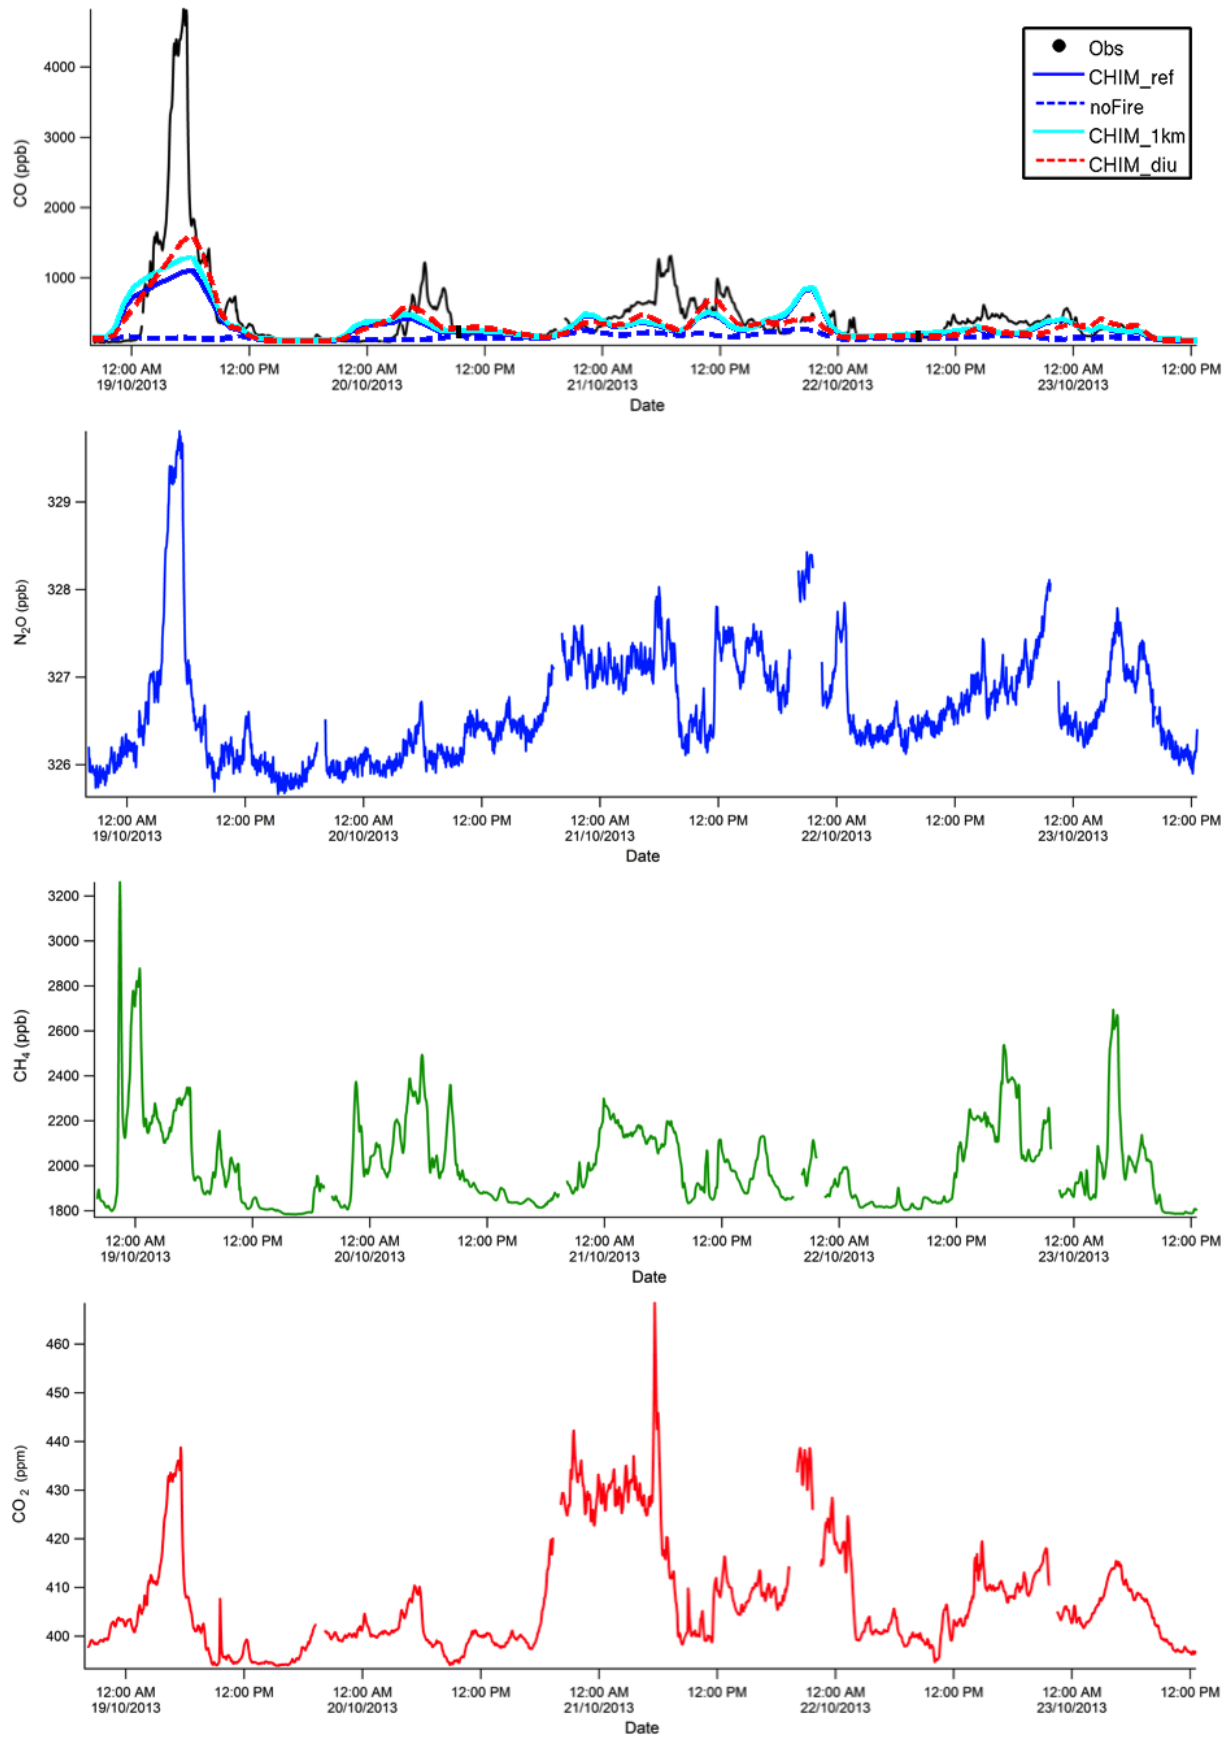 Obs
CHIM_ref
noFire
CHIM_1km
CHIM_diu
CO (ppb)
4000
3000
2000
1000
12:00 AM 12:00 PM 12:00 AM 12:00 PM 12:00 AM 12:00 PM 12:00 AM 12:00 PM 12:00 AM 12:00 PM
19/10/2013 20/10/2013 21/10/2013 22/10/2013 23/10/2013
Date
N2O (ppb)
329
328
327
326
12:00 AM 12:00 PM 12:00 AM 12:00 PM 12:00 AM 12:00 PM 12:00 AM 12:00 PM 12:00 AM 12:00 PM
19/10/2013 20/10/2013 21/10/2013 22/10/2013 23/10/2013
Date
CH4 (ppb)
3200
3000
2800
2600
2400
2200
2000
1800
12:00 AM 12:00 PM 12:00 AM 12:00 PM 12:00 AM 12:00 PM 12:00 AM 12:00 PM 12:00 AM 12:00 PM
19/10/2013 20/10/2013 21/10/2013 22/10/2013 23/10/2013
Date
CO2 (ppm)
460
450
440
430
420
410
400
12:00 AM 12:00 PM 12:00 AM 12:00 PM 12:00 AM 12:00 PM 12:00 AM 12:00 PM 12:00 AM 12:00 PM
19/10/2013 20/10/2013 21/10/2013 22/10/2013 23/10/2013
Date